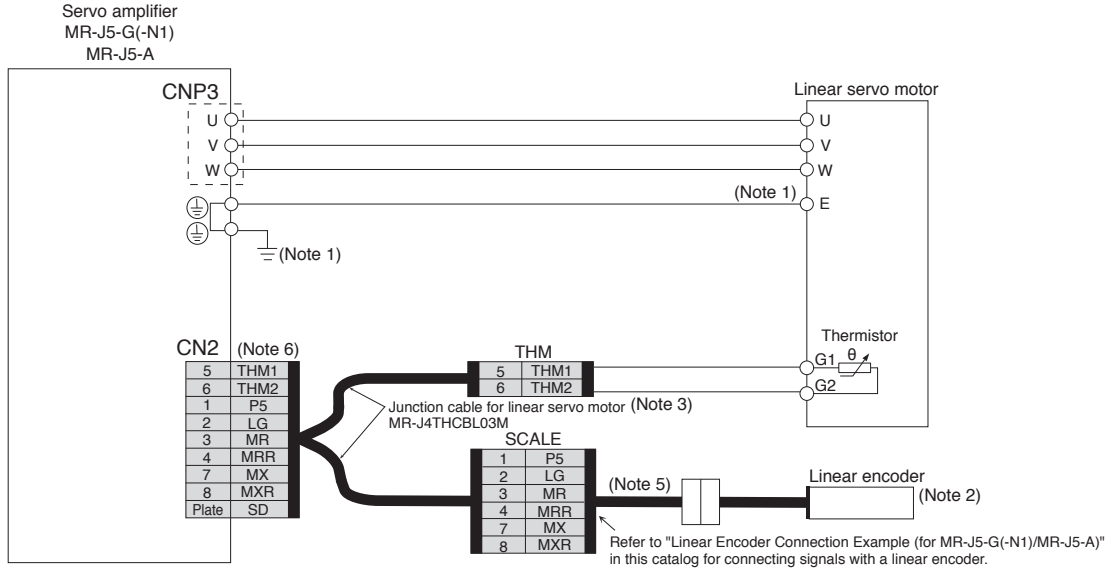 Servo amplifier
MR-J5-G(-N1)
MR-J5-A
CNP3
U
V
W
Linear servo motor
U
V
W
(Note 1)
E
(Note 1)
CN2 (Note 6)
5 THM1
6 THM2
1 P5
2 LG
3 MR
4 MRR
7 MX
8 MXR
Plate SD
THM
5 THM1
6 THM2
Thermistor
G1 θ
G2
Junction cable for linear servo motor (Note 3)
MR-J4THCBL03M
SCALE
1 P5
2 LG
3 MR
4 MRR
7 MX
8 MXR
(Note 5)
Linear encoder
(Note 2)
Refer to "Linear Encoder Connection Example (for MR-J5-G(-N1)/MR-J5-A)"
in this catalog for connecting signals with a linear encoder.